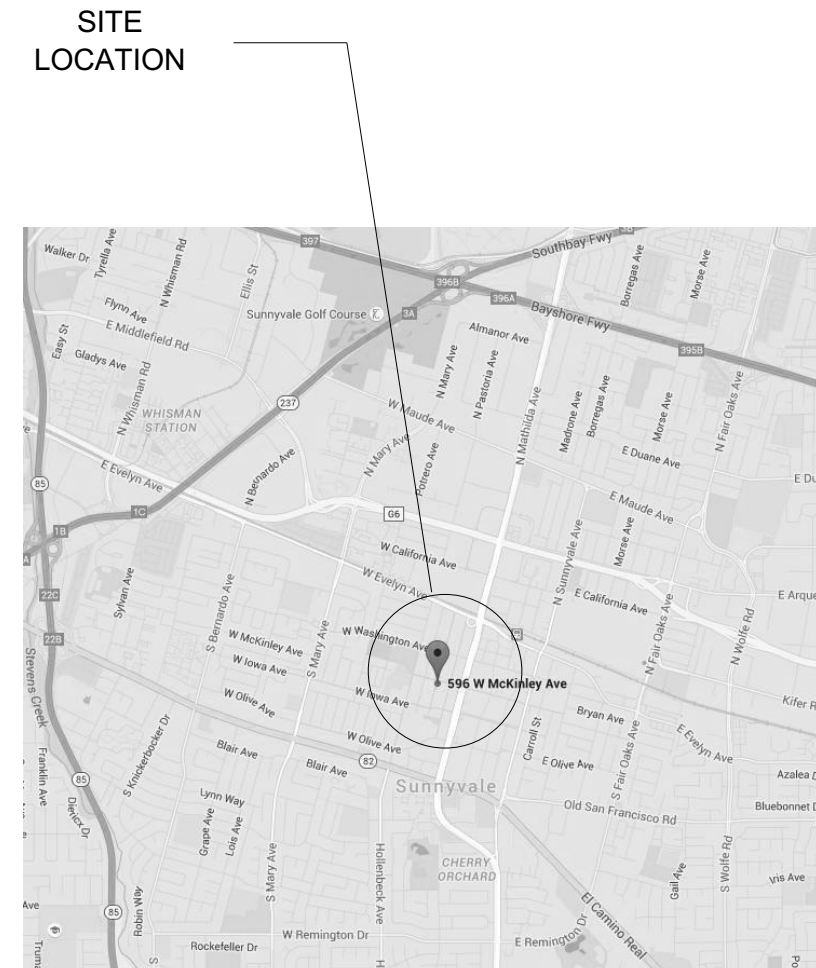 SITE
LOCATION
397
Southbay Fwy
Walker Dr
Tyrella Ave
N Whisman Rd
Ellis St
396B
396A
Borregas Ave
Morse Ave
Flynn Ave
Sunnyvale Golf Course
3A
Bayshore Fwy
E Middlefield Rd
Easy St
Gladys Ave
Almanor Ave
395B
N Whisman Rd
N Mary Ave
N Pastoria Ave
N Mathilda Ave
Madrone Ave
Borregas Ave
Morse Ave
N Fair Oaks Ave
WHISMAN
STATION
237
W Maude Ave
N Mary Ave
Potrero Ave
E Duane Ave
E Evelyn Ave
N Bernardo Ave
85
E Maude Ave
1C
G6
1B
Morse Ave
W California Ave
N Sunnyvale Ave
W Evelyn Ave
E California Ave
22C
Sylvan Ave
S Bernardo Ave
S Mary Ave
N Fair Oaks Ave
N Wolfe Rd
22B
W McKinley Ave
W Washington Ave
W Iowa Ave
Stevens Creek
596 W McKinley Ave
W Olive Ave
W Iowa Ave
Kifer R
S Knickerbocker Dr
Bryan Ave
Carroll St
E Evelyn Ave
Blair Ave
W Olive Ave
82
Blair Ave
E Olive Ave
S Fair Oaks Ave
Franklin Ave
85
Azalea
Sunnyvale
Dericx Dr
Lynn Way
Old San Francisco Rd
Bluebonnet
Grape Ave
Lois Ave
S Mary Ave
Hollenbeck Ave
CHERRY
ORCHARD
Gail Ave
S Wolfe Rd
Iris Ave
Ave
85
Robin Way
El Camino Real
W Remington Dr
E Remington Dr
Rockefeller Dr